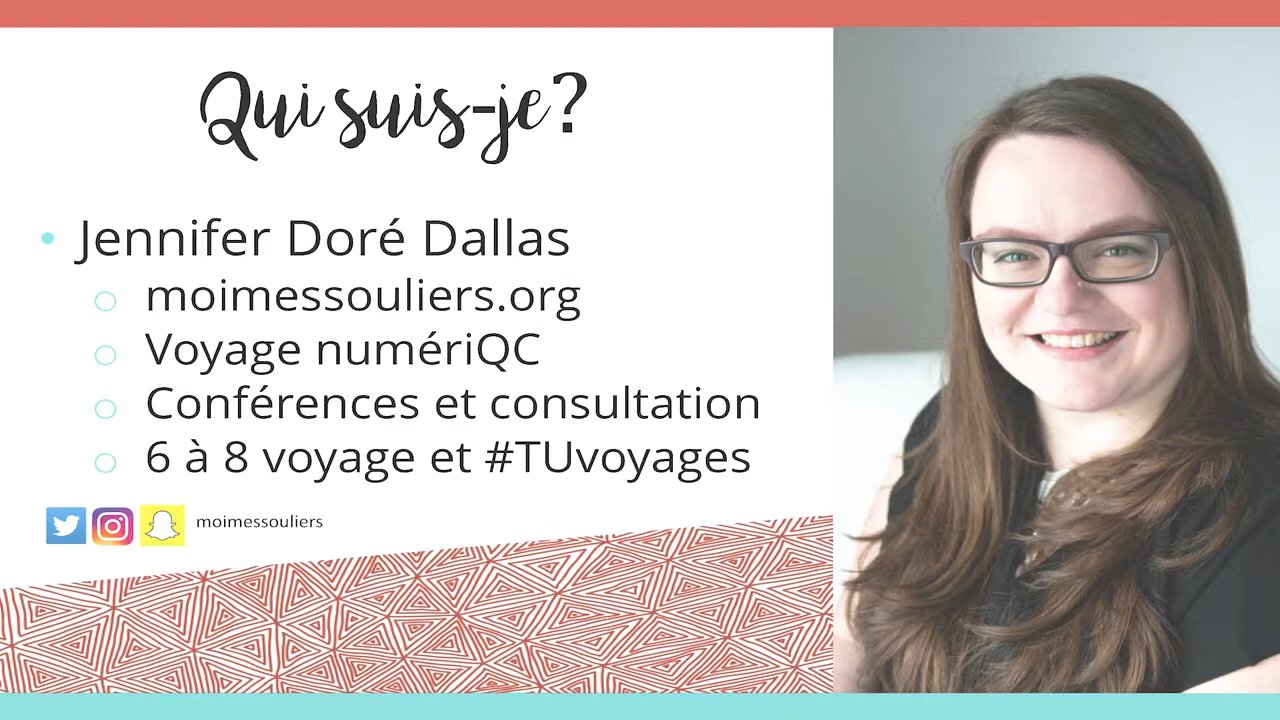 Qui suis-je?
Jennifer Doré Dallas
moimessouliers.org
Voyage numériQC
Conférences et consultation
6 à 8 voyage et #TUvoyages
moimessouliers